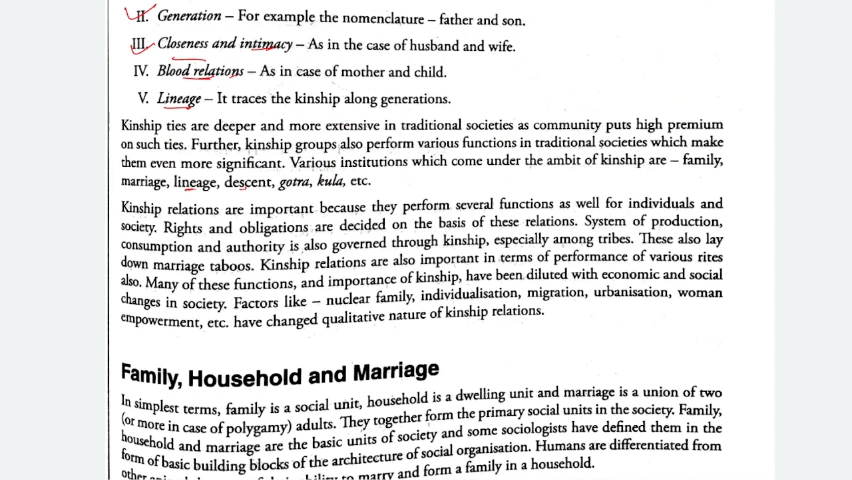 II. Generation – For example the nomenclature – father and son.
III. Closeness and intimacy – As in the case of husband and wife.
IV. Blood relations – As in case of mother and child.
V. Lineage – It traces the kinship along generations.
Kinship ties are deeper and more extensive in traditional societies as community puts high premium
on such ties. Further, kinship groups also perform various functions in traditional societies which make
them even more significant. Various institutions which come under the ambit of kinship are – family,
marriage, lineage, descent, gotra, kula, etc.
Kinship relations are important because they perform several functions as well for individuals and
society. Rights and obligations are decided on the basis of these relations. System of production,
consumption and authority is also governed through kinship, especially among tribes. These also lay
down marriage taboos. Kinship relations are also important in terms of performance of various rites
also. Many of these functions, and importance of kinship, have been diluted with economic and social
changes in society. Factors like – nuclear family, individualisation, migration, urbanisation, woman
empowerment, etc. have changed qualitative nature of kinship relations.
Family, Household and Marriage
In simplest terms, family is a social unit, household is a dwelling unit and marriage is a union of two
(or more in case of polygamy) adults. They together form the primary social units in the society. Family,
household and marriage are the basic units of society and some sociologists have defined them in the
form of basic building blocks of the architecture of social organisation. Humans are differentiated from
other to marry and form a family in a household.